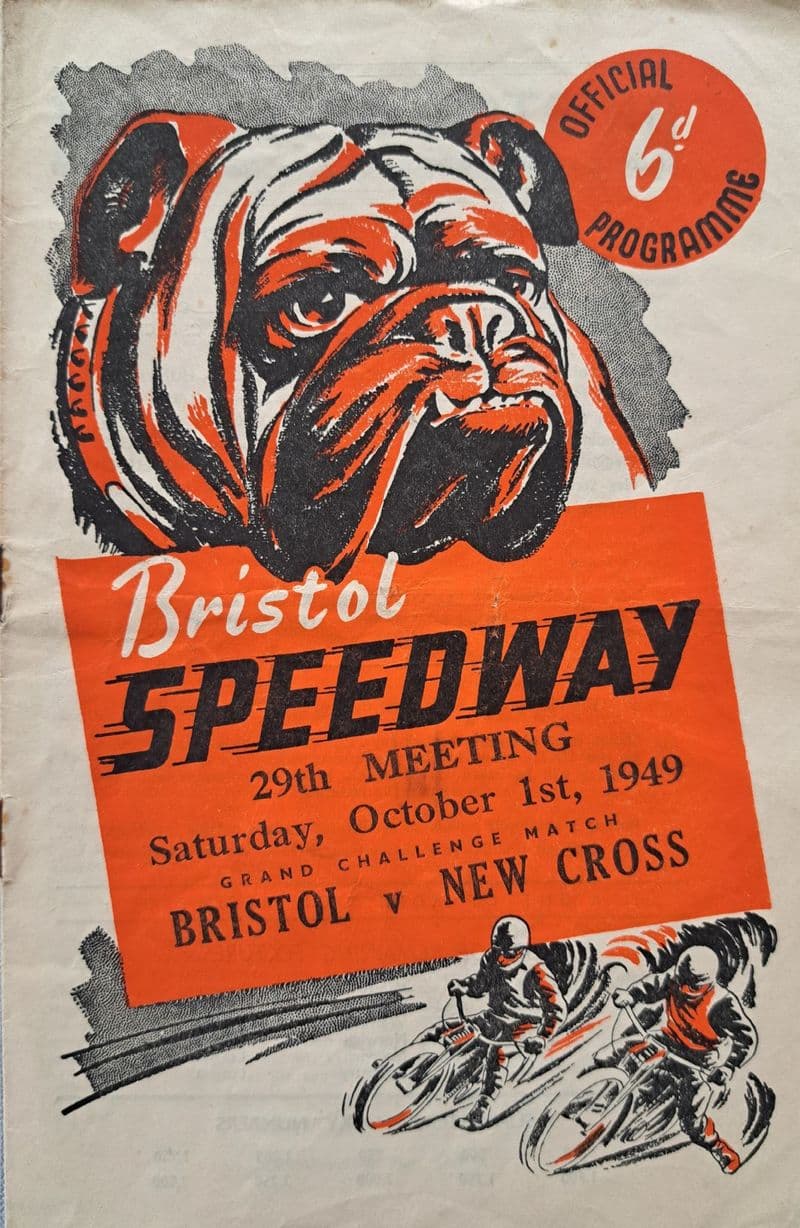 OFFICIAL
6d
PROGRAMME
Bristol
SPEEDWAY
29th MEETING
Saturday, October 1st, 1949
GRAND CHALLENGE MATCH
BRISTOL v NEW CROSS